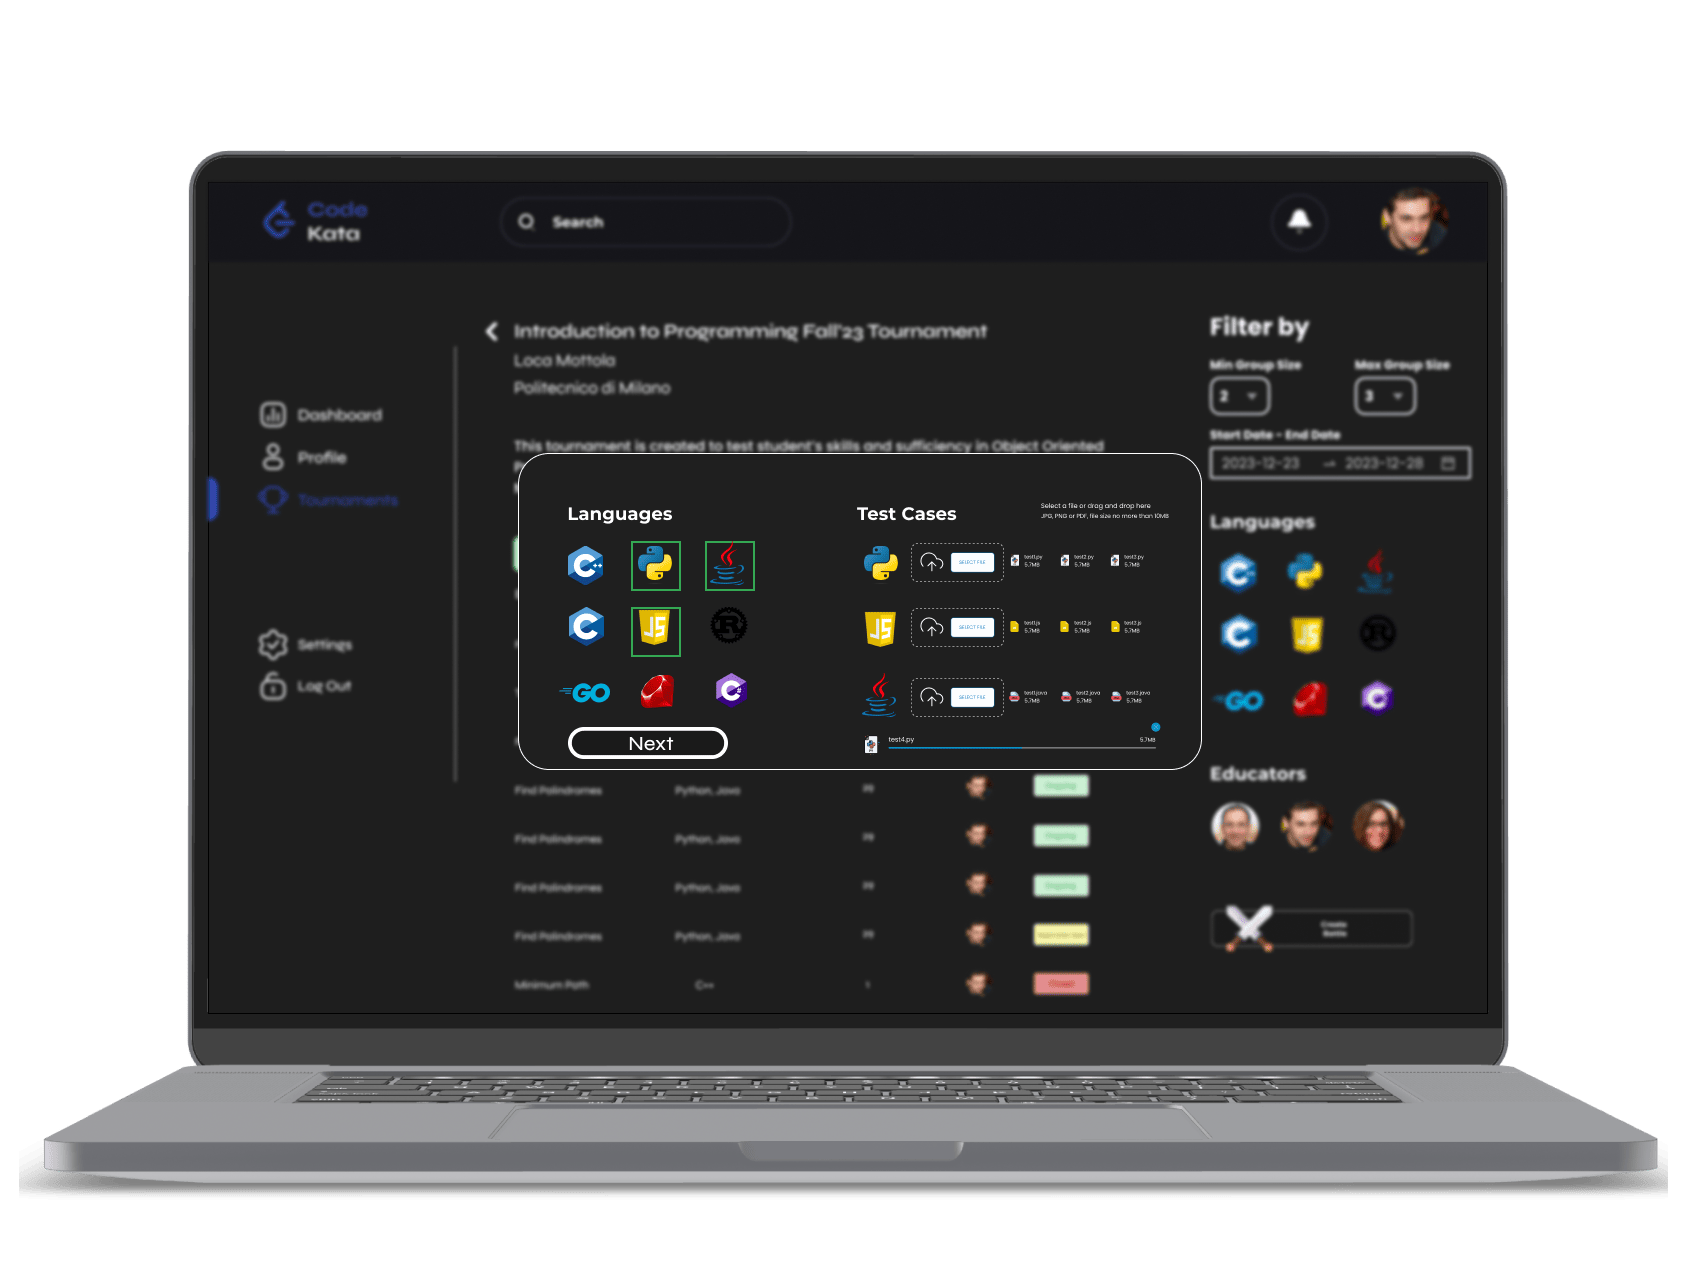 Code
Kata
Search
Dashboard
Profile
Tournaments
Settings
Log Out
Introduction to Programming Fall'23 Tournament
Loca Mottola
Politecnico di Milano
This tournament is created to test student's skills and sufficiency in Object Oriented
Languages
C
++
C
JS
R
GO
C
#
Next
Test Cases
Select a file or drag and drop here
JPG, PNG or PDF, file size no more than 10MB
SELECT FILE
test1.py
5.7MB
test2.py
5.7MB
test3.py
5.7MB
JS
SELECT FILE
test1.js
5.7MB
test2.js
5.7MB
test3.js
5.7MB
SELECT FILE
test1.java
5.7MB
test2.java
5.7MB
test3.java
5.7MB
test4.py
5.7MB
Find Palindromes Python, Java
Find Palindromes Python, Java
Find Palindromes Python, Java
Find Palindromes Python, Java
Minimum Path C++ 1
Filter by
Min Group Size
2
Max Group Size
3
Start Date - End Date
2023-12-23 → 2023-12-28
Languages
C
C
JS
R
GO
C
Educators
Create
Battle